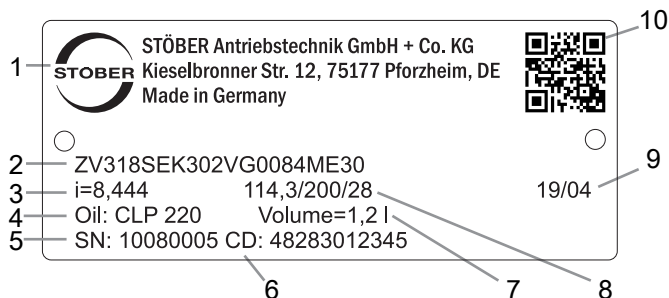 10
STÖBER Antriebstechnik GmbH + Co. KG
1 STÖBER Kieselbronner Str. 12, 75177 Pforzheim, DE
Made in Germany
9
2 ZV318SEK302VG0084ME30
3 i=8,444 114,3/200/28 19/04
4 Oil: CLP 220 Volume=1,2 l
5 SN: 10080005 CD: 48283012345
6 7 8